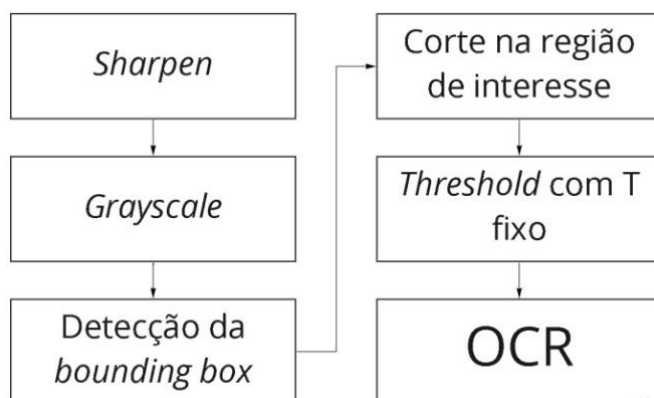 Sharpen
Grayscale
Detecção da
bounding box
Corte na região
de interesse
Threshold com T
fixo
OCR